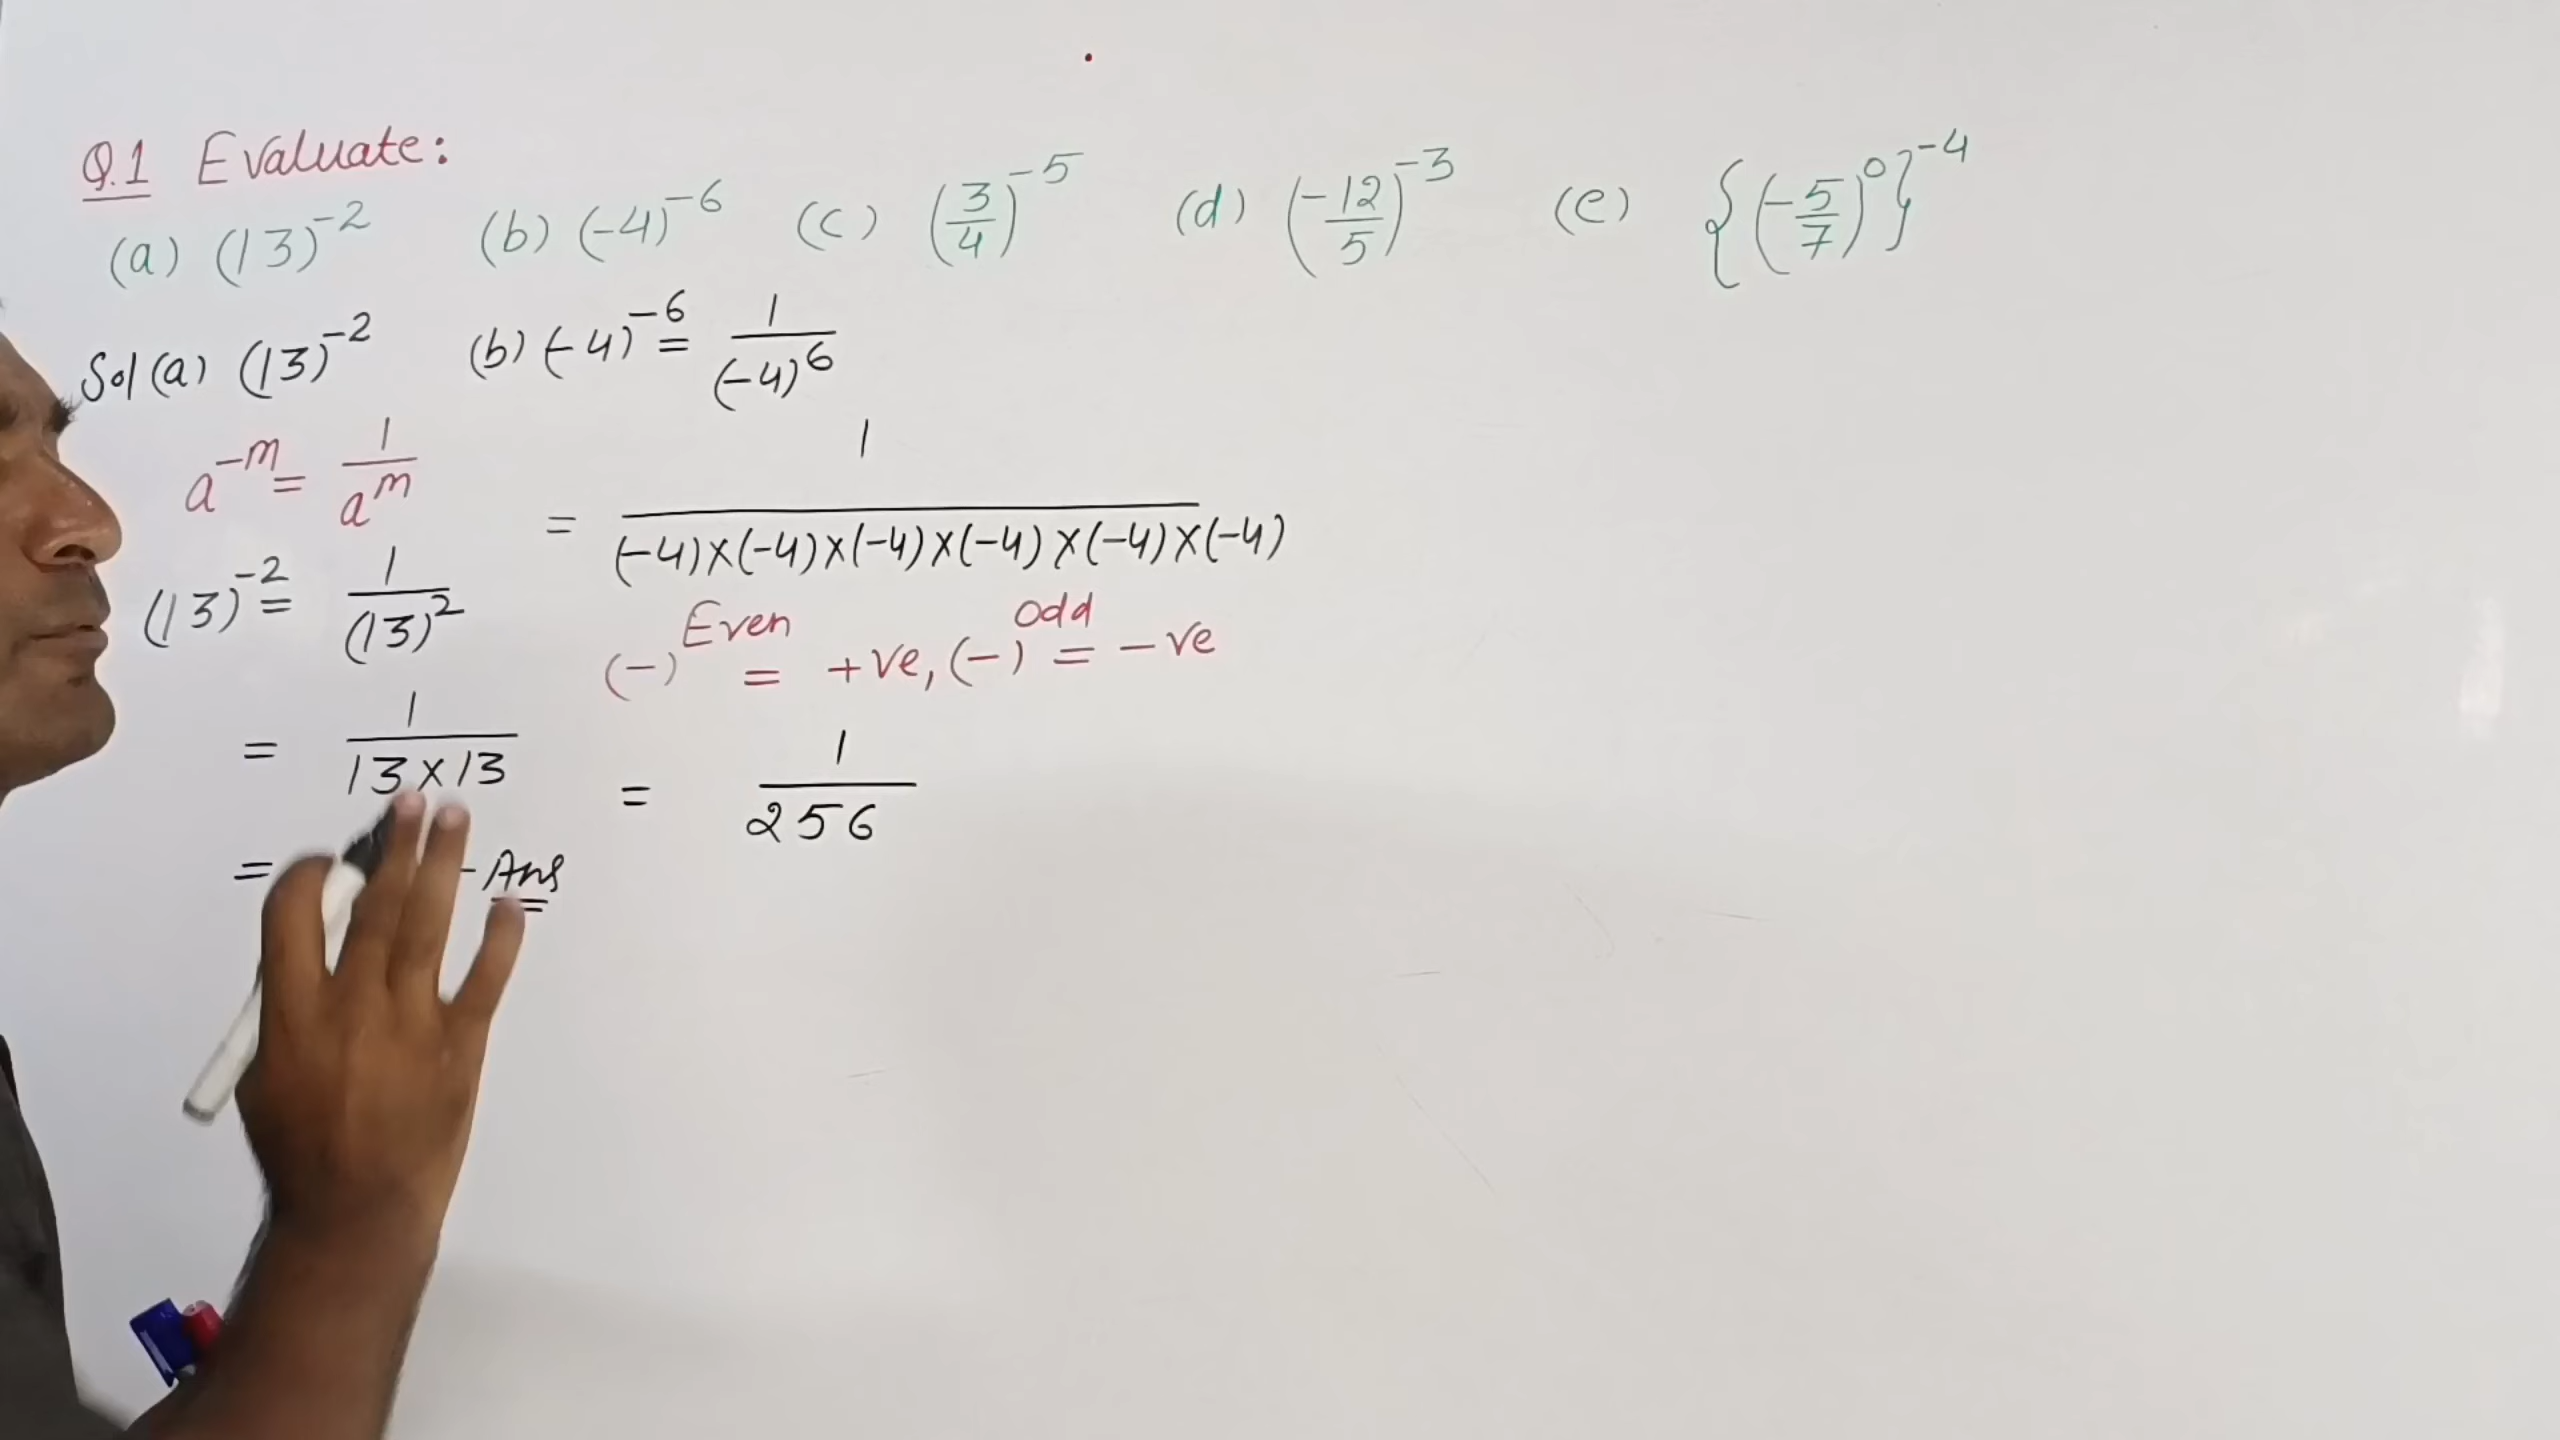 Q.1 Evaluate:
(a) (13)^-2 (b) (-4)^-6 (c) (3/4)^-5 (d) (-12/5)^-3 (e) {(-5/7)^0}^-4
Sol (a) (13)^-2
a^-m = 1/a^m
(13)^-2 = 1/(13)^2
= 1/13×13
= - Ans
(b) (-4)^-6 = 1/(-4)^6
= 1/(-4)×(-4)×(-4)×(-4)×(-4)×(-4)
(-)^Even = +ve, (-)^odd = -ve
= 1/256